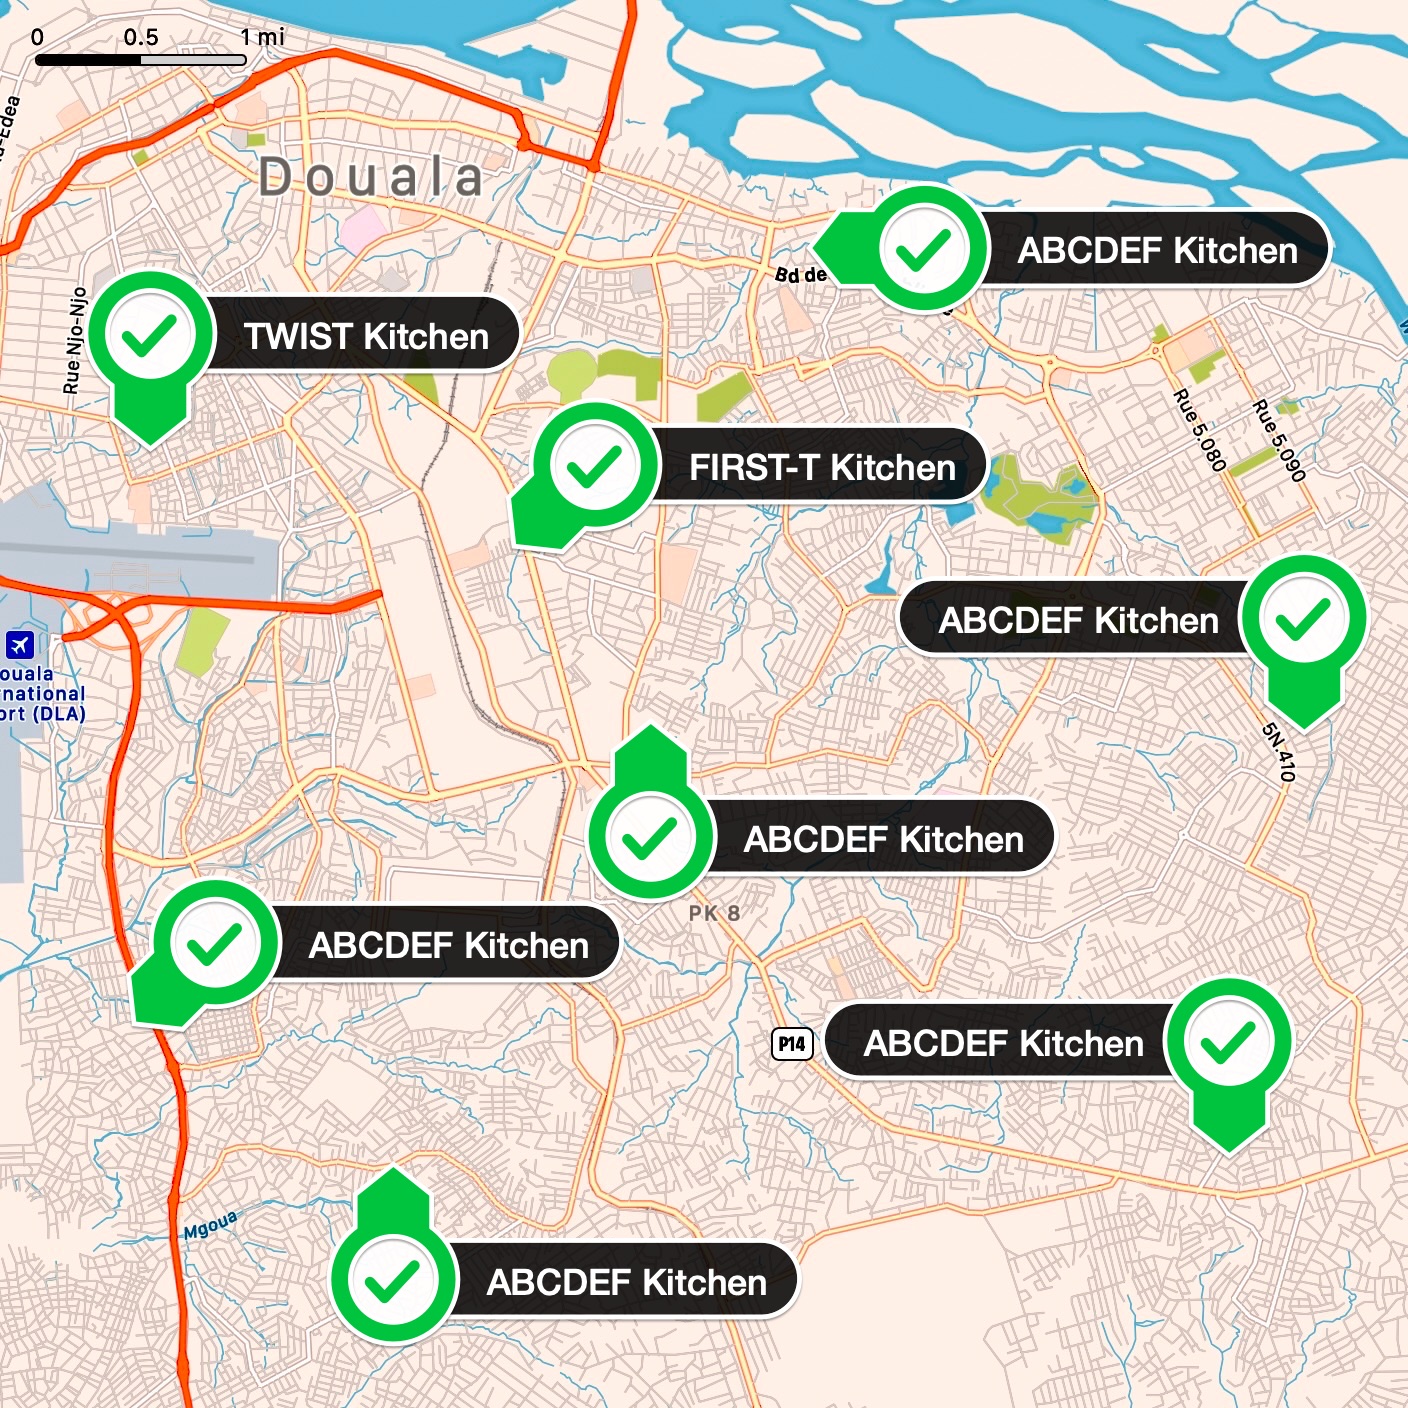 0 0.5 1 mi
Douala
ABCDEF Kitchen
Bd de
Rue Njo-Njo
TWIST Kitchen
FIRST-T Kitchen
Rue 5.080
Rue 5.090
ABCDEF Kitchen
ouala
rnational
ort (DLA)
5N.410
ABCDEF Kitchen
PK 8
ABCDEF Kitchen
P14
ABCDEF Kitchen
Mgoua
ABCDEF Kitchen